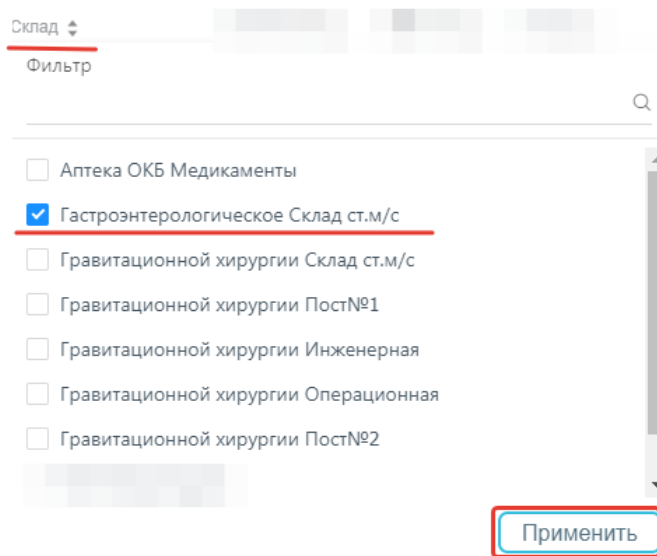 Склад
Фильтр
Аптека ОКБ Медикаменты
Гастроэнтерологическое Склад ст.м/с
Гравитационной хирургии Склад ст.м/с
Гравитационной хирургии Пост№1
Гравитационной хирургии Инженерная
Гравитационной хирургии Операционная
Гравитационной хирургии Пост№2
Применить